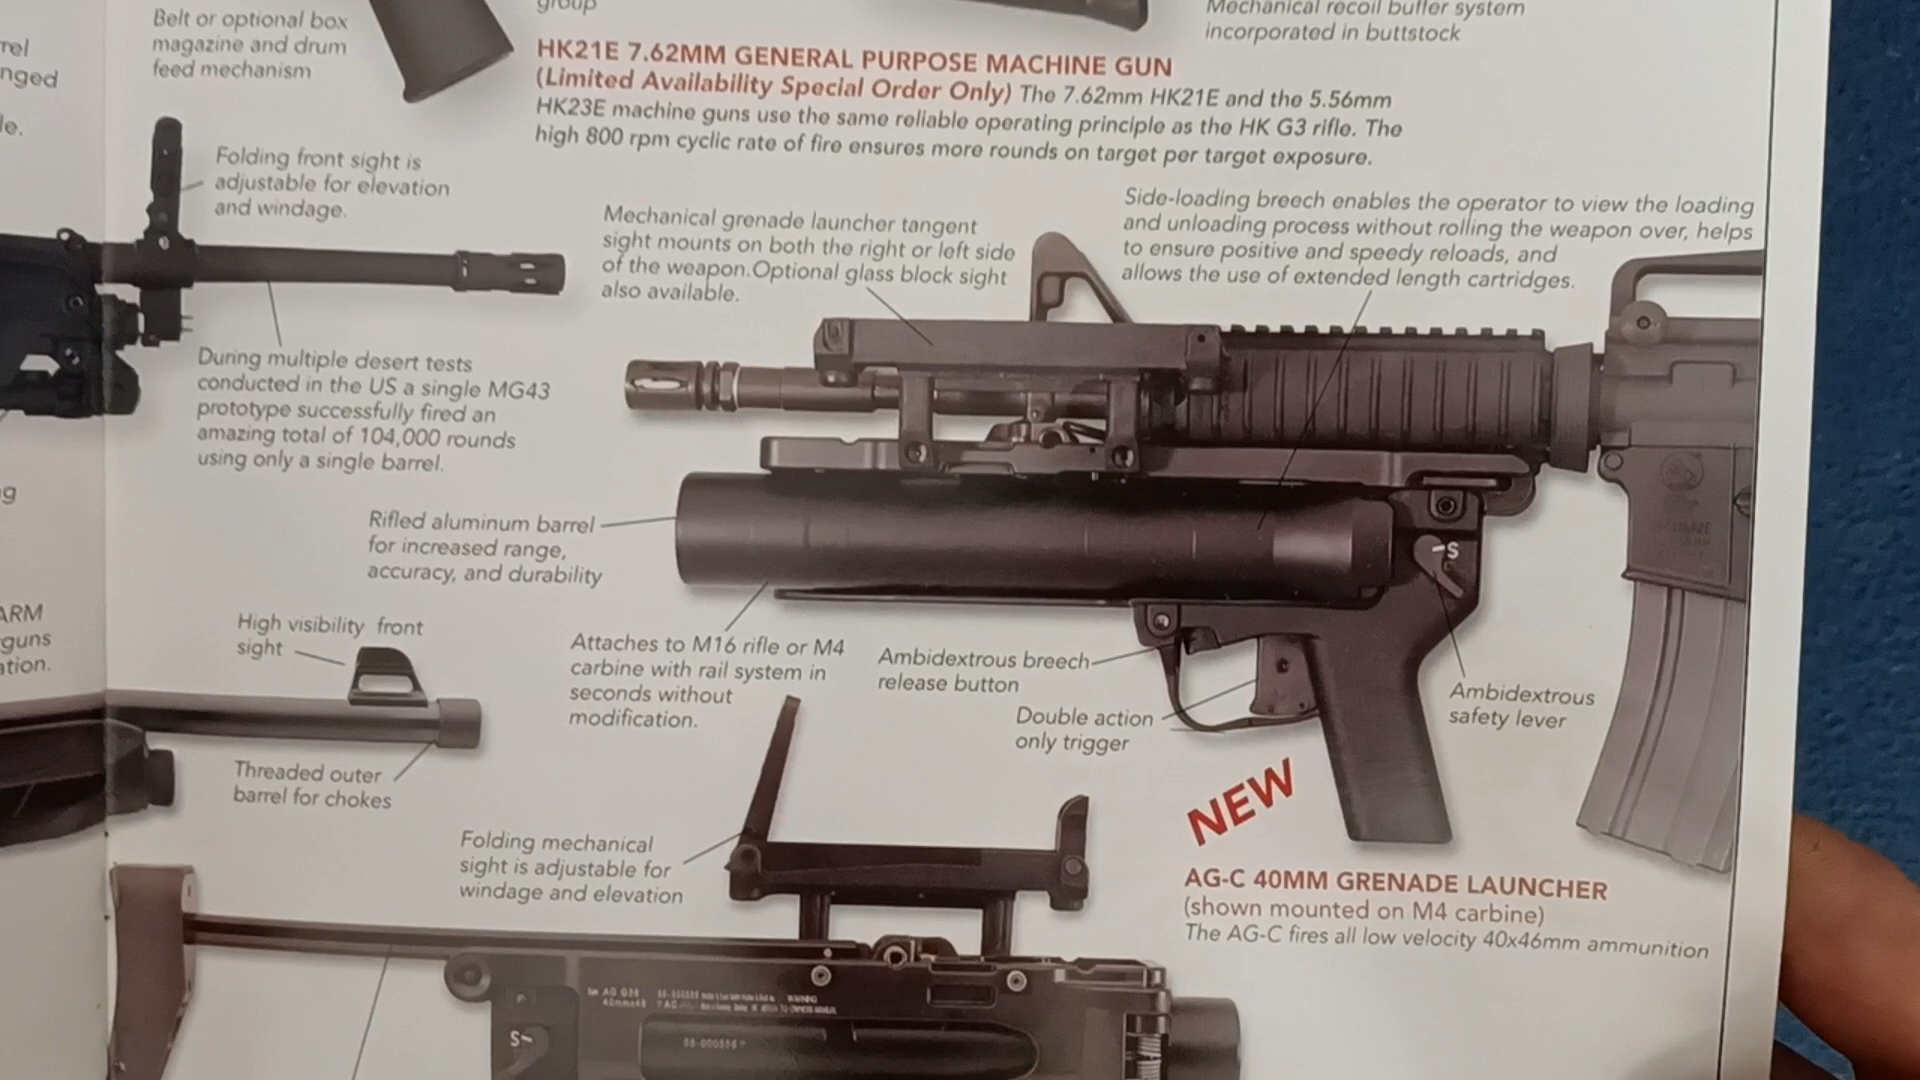 Belt or optional box
magazine and drum
feed mechanism
group
Mechanical recoil buffer system
incorporated in buttstock
rel
nged
le.
HK21E 7.62MM GENERAL PURPOSE MACHINE GUN
(Limited Availability Special Order Only) The 7.62mm HK21E and the 5.56mm
HK23E machine guns use the same reliable operating principle as the HK G3 rifle. The
high 800 rpm cyclic rate of fire ensures more rounds on target per target exposure.
Folding front sight is
adjustable for elevation
and windage.
Mechanical grenade launcher tangent
sight mounts on both the right or left side
of the weapon.Optional glass block sight
also available.
Side-loading breech enables the operator to view the loading
and unloading process without rolling the weapon over, helps
to ensure positive and speedy reloads, and
allows the use of extended length cartridges.
During multiple desert tests
conducted in the US a single MG43
prototype successfully fired an
amazing total of 104,000 rounds
using only a single barrel.
g
Rifled aluminum barrel
for increased range,
accuracy, and durability
-S
ARM
guns
ation.
High visibility front
sight
Attaches to M16 rifle or M4
carbine with rail system in
seconds without
modification.
Ambidextrous breech
release button
Double action
only trigger
Ambidextrous
safety lever
Threaded outer
barrel for chokes
NEW
Folding mechanical
sight is adjustable for
windage and elevation
AG-C 40MM GRENADE LAUNCHER
(shown mounted on M4 carbine)
The AG-C fires all low velocity 40x46mm ammunition
S-